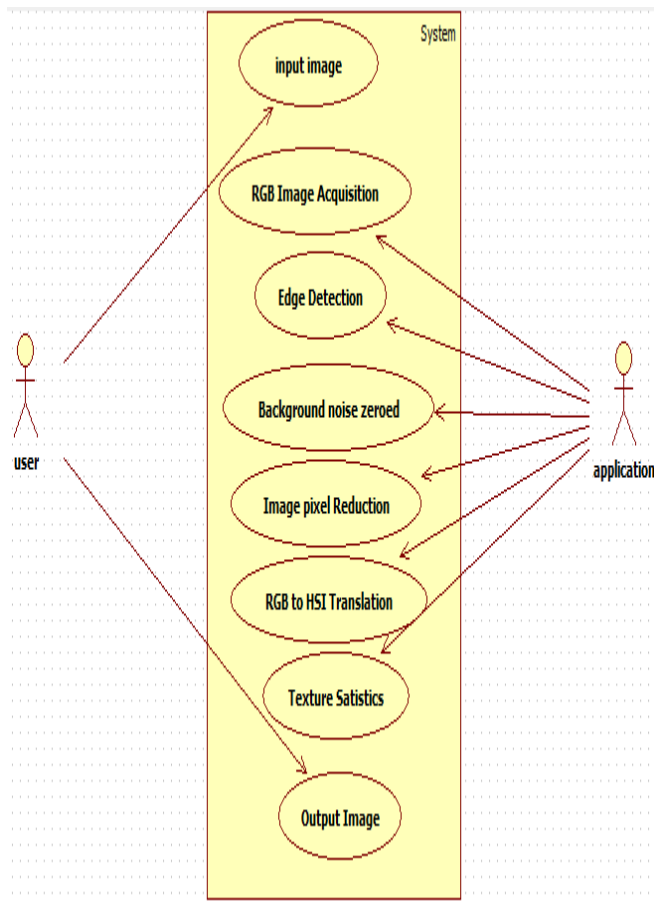 System
input image
RGB Image Acquisition
Edge Detection
Background noise zeroed
user
application
Image pixel Reduction
RGB to HSI Translation
Texture Satistics
Output Image